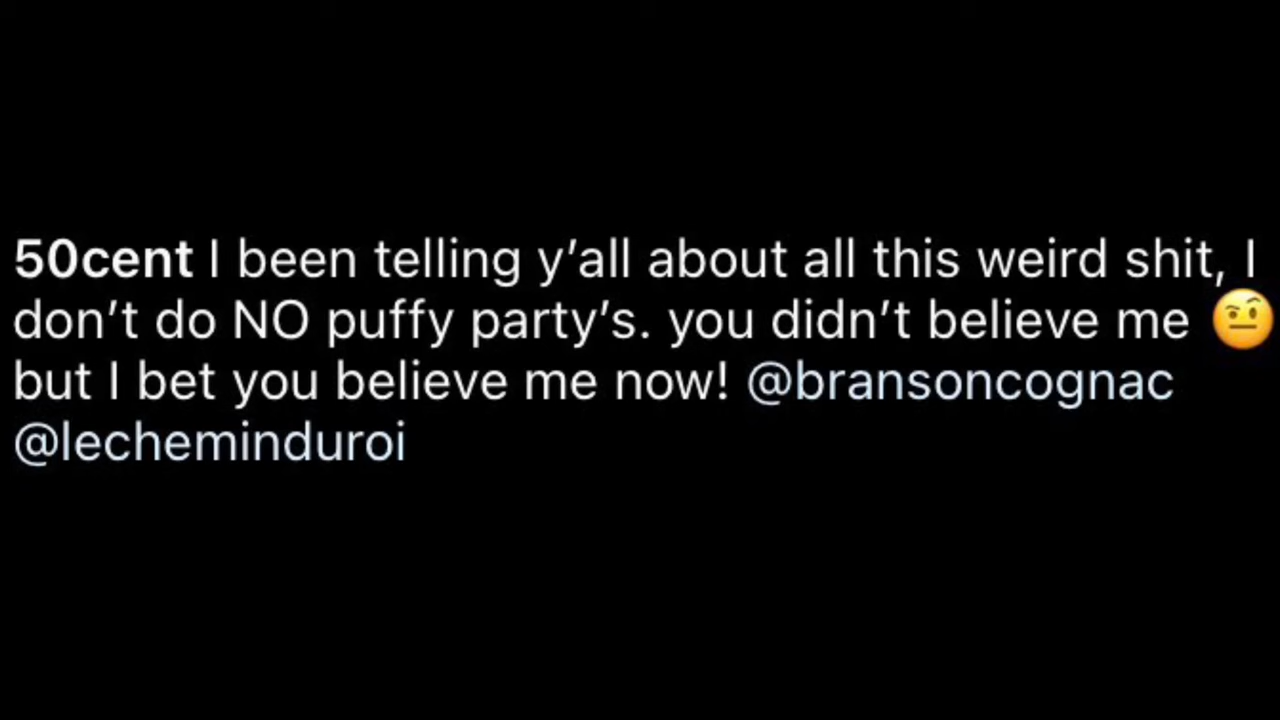 50cent I been telling y’all about all this weird shit, I
don’t do NO puffy party’s. you didn’t believe me 🤨
but I bet you believe me now! @bransoncognac
@lecheminduroi